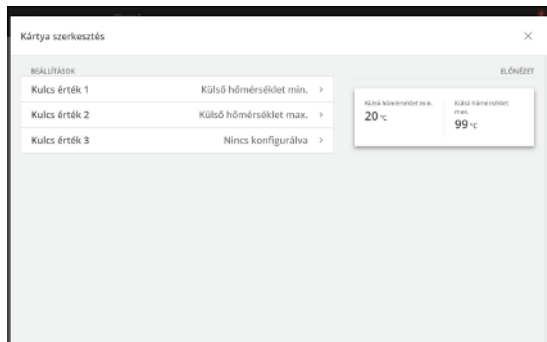 Kártya szerkesztés
BEÁLLÍTÁSOK
Kulcs érték 1 Külső hőmérséklet min.
Kulcs érték 2 Külső hőmérséklet max.
Kulcs érték 3 Nincs konfigurálva
ELŐNÉZET
Külső hőmérséklet min.
20 °C
Külső hőmérséklet
max.
99 °C